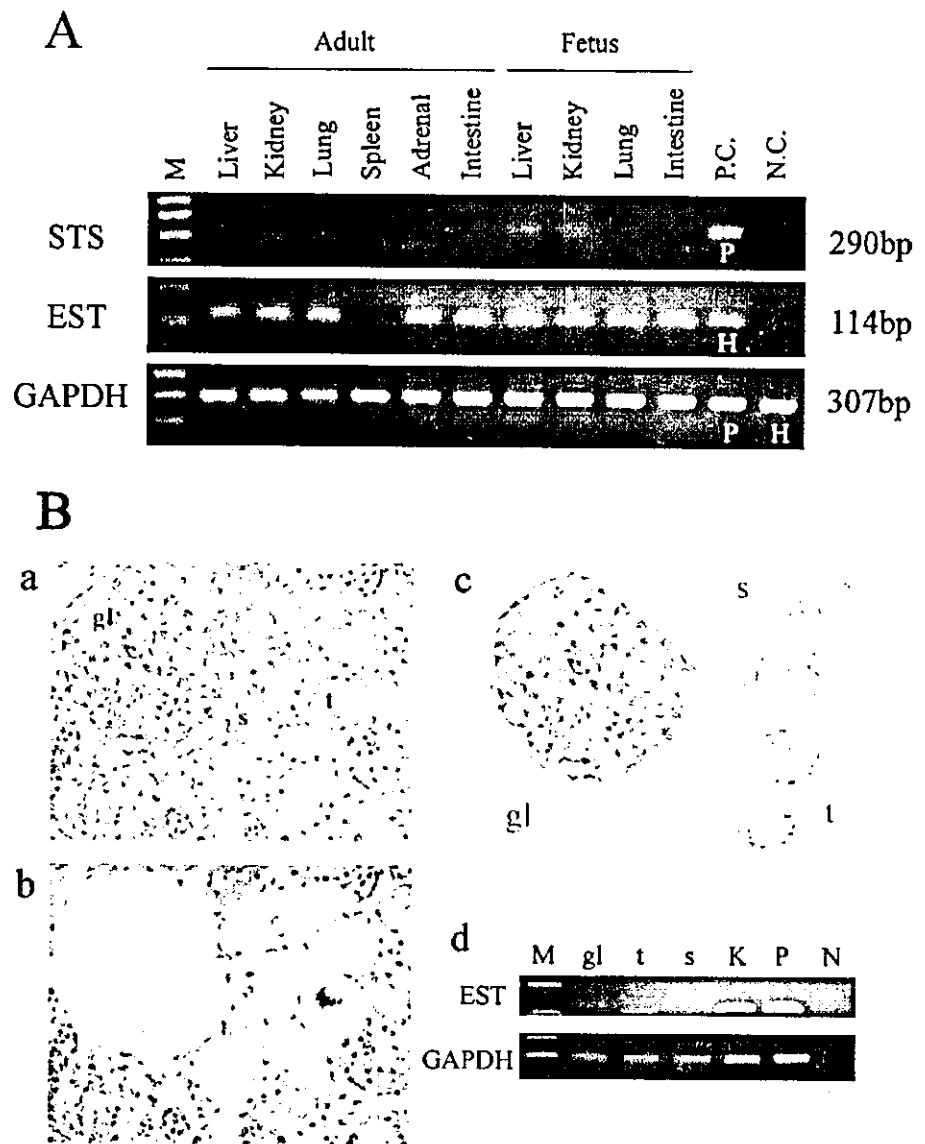 A
Adult Fetus
M Liver Kidney Lung Spleen Adrenal Intestine Liver Kidney Lung Intestine P.C. N.C.
STS P 290bp
EST H 114bp
GAPDH P H 307bp
B
a gl s t
c s gl t
b
d
M gl t s K P N
EST
GAPDH